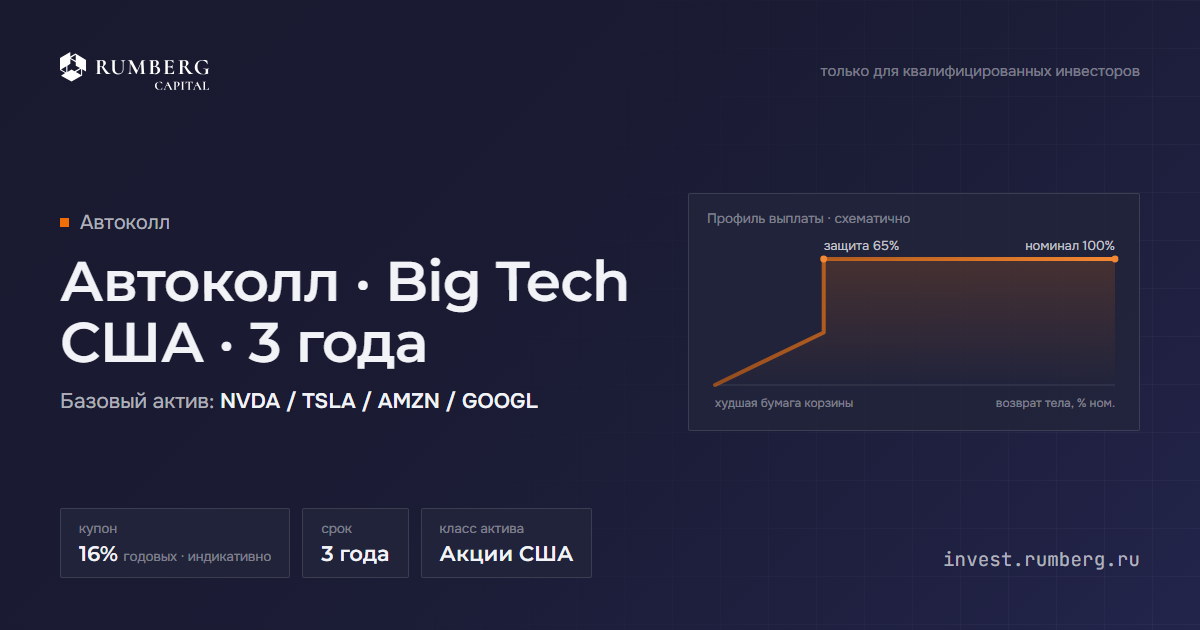 RUMBERG
CAPITAL
только для квалифицированных инвесторов
Автоколл
Автоколл · Big Tech
США · 3 года
Базовый актив: NVDA / TSLA / AMZN / GOOGL
Профиль выплаты · схематично
защита 65%
номинал 100%
худшая бумага корзины
возврат тела, % ном.
купон
16% годовых · индикативно
срок
3 года
класс актива
Акции США
invest.rumberg.ru